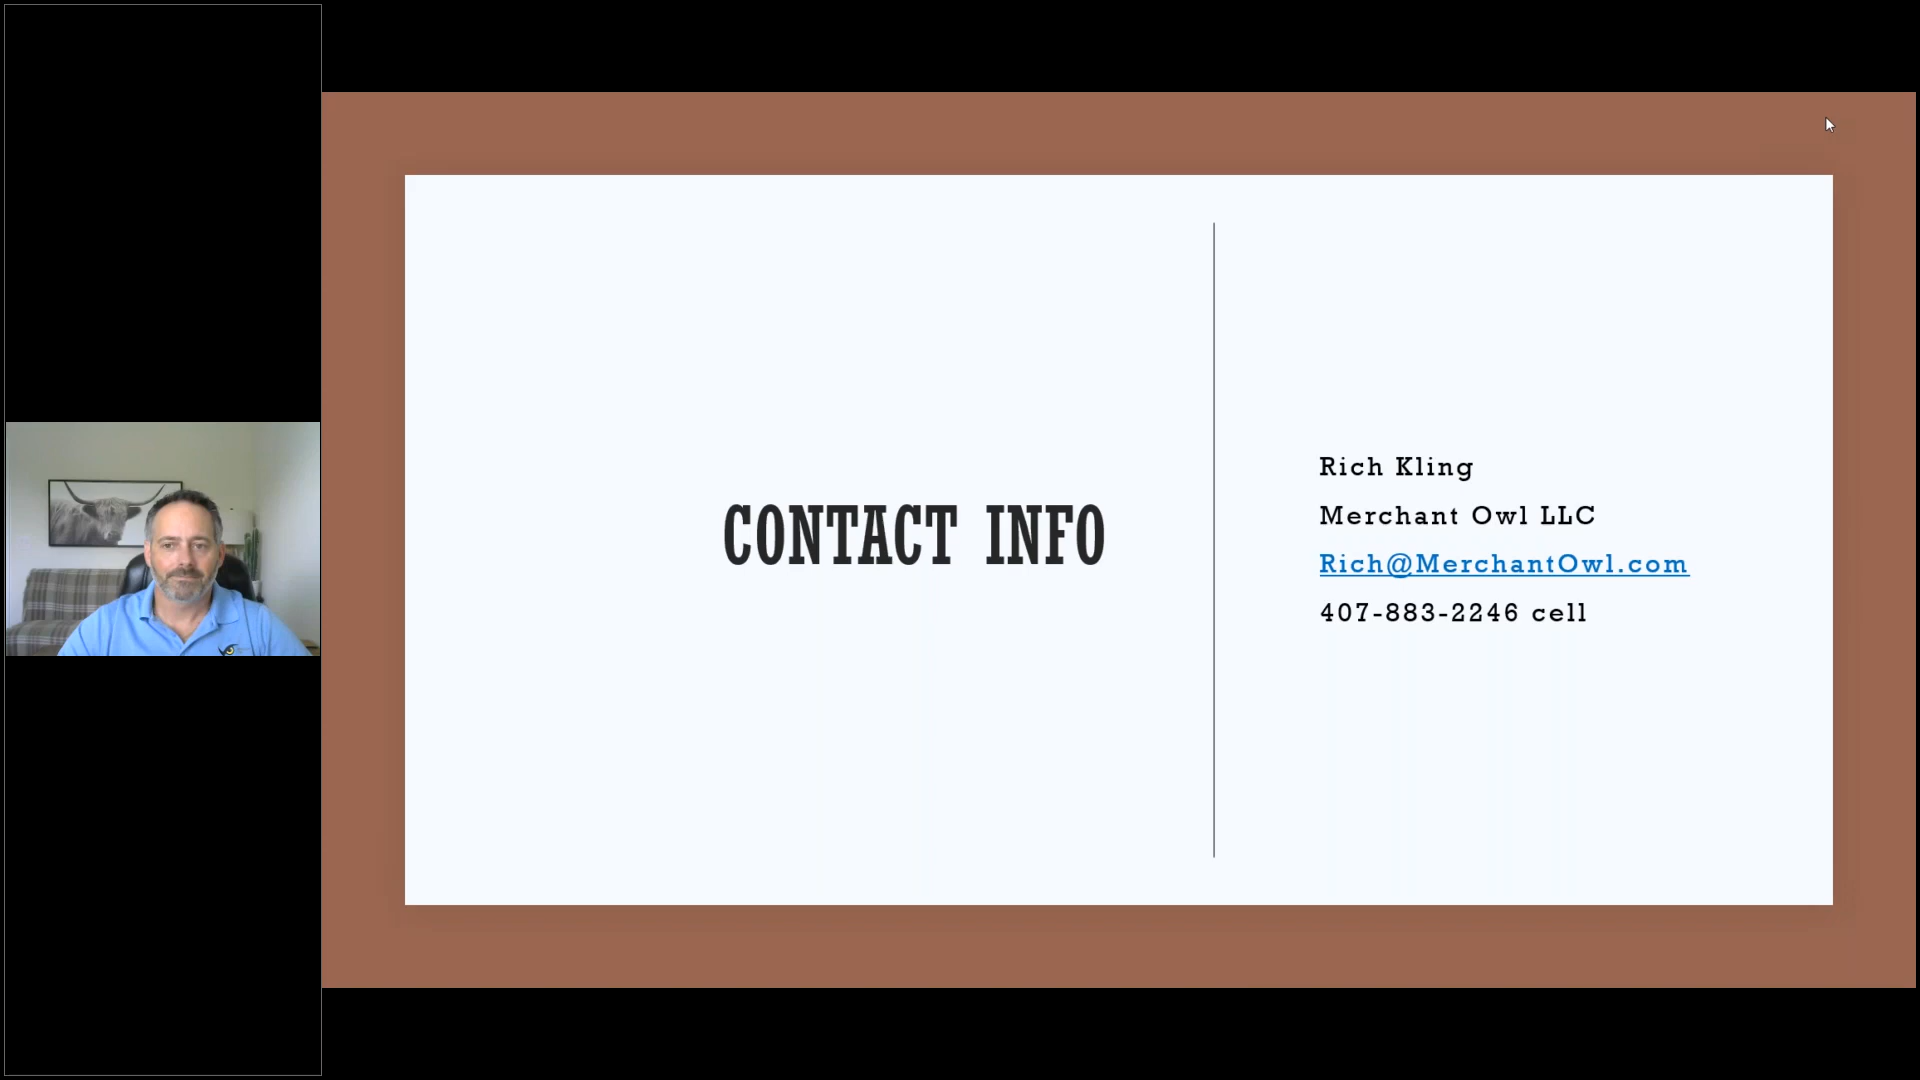 CONTACT INFO
Rich Kling
Merchant Owl LLC
Rich@MerchantOwl.com
407-883-2246 cell